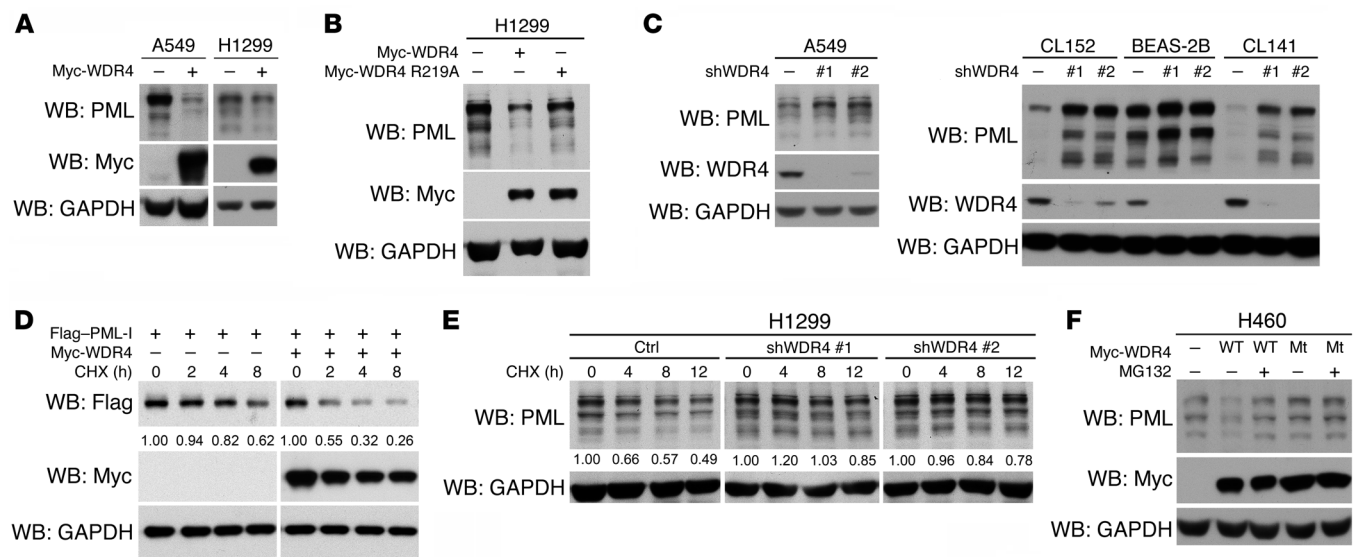 A
A549 H1299
Myc-WDR4 – + – +
WB: PML
WB: Myc
WB: GAPDH
B
H1299
Myc-WDR4 – + –
Myc-WDR4 R219A – – +
WB: PML
WB: Myc
WB: GAPDH
C
A549
shWDR4 – #1 #2
WB: PML
WB: WDR4
WB: GAPDH
CL152 BEAS-2B CL141
shWDR4 – #1 #2 – #1 #2 – #1 #2
WB: PML
WB: WDR4
WB: GAPDH
D
Flag–PML-I + + + + + + + +
Myc-WDR4 – – – – + + + +
CHX (h) 0 2 4 8 0 2 4 8
WB: Flag
1.00 0.94 0.82 0.62 1.00 0.55 0.32 0.26
WB: Myc
WB: GAPDH
E
H1299
Ctrl shWDR4 #1 shWDR4 #2
CHX (h) 0 4 8 12 0 4 8 12 0 4 8 12
WB: PML
1.00 0.66 0.57 0.49 1.00 1.20 1.03 0.85 1.00 0.96 0.84 0.78
WB: GAPDH
F
H460
Myc-WDR4 – WT WT Mt Mt
MG132 – – + – +
WB: PML
WB: Myc
WB: GAPDH